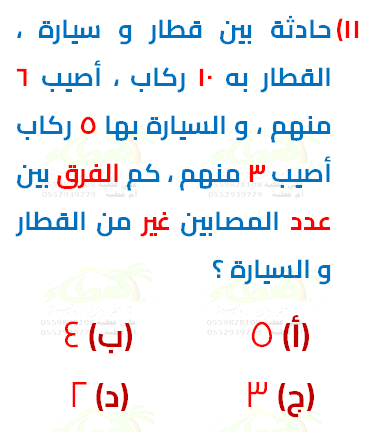 ١١) حادثة بين قطار و سيارة ،
القطار به ١٠ ركاب ، أصيب ٦
منهم ، و السيارة بها ٥ ركاب
أصيب ٣ منهم ، كم الفرق بين
عدد المصابين غير من القطار
و السيارة ؟
(أ) ٥ (ب) ٤
(ج) ٣ (د) ٢